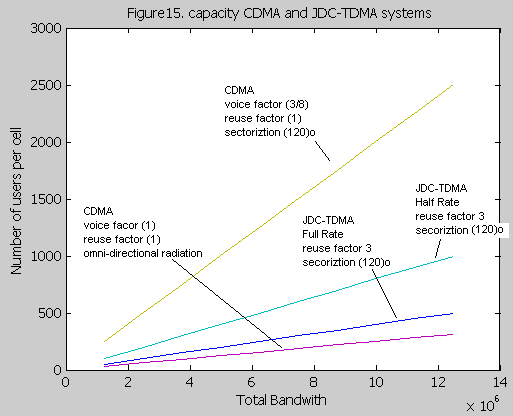 Figure15. capacity CDMA and JDC-TDMA systems
3000
2500
2000
1500
1000
500
0
Number of users per cell
CDMA
voice factor (3/8)
reuse factor (1)
sectoriztion (120)o
JDC-TDMA
Half Rate
reuse factor 3
secoriztion (120)o
CDMA
voice factor (1)
reuse facror (1)
omni-directional radiation
JDC-TDMA
Full Rate
reuse factor 3
secoriztion (120)o
0 2 4 6 8 10 12 14
Total Bandwith
× 10^6